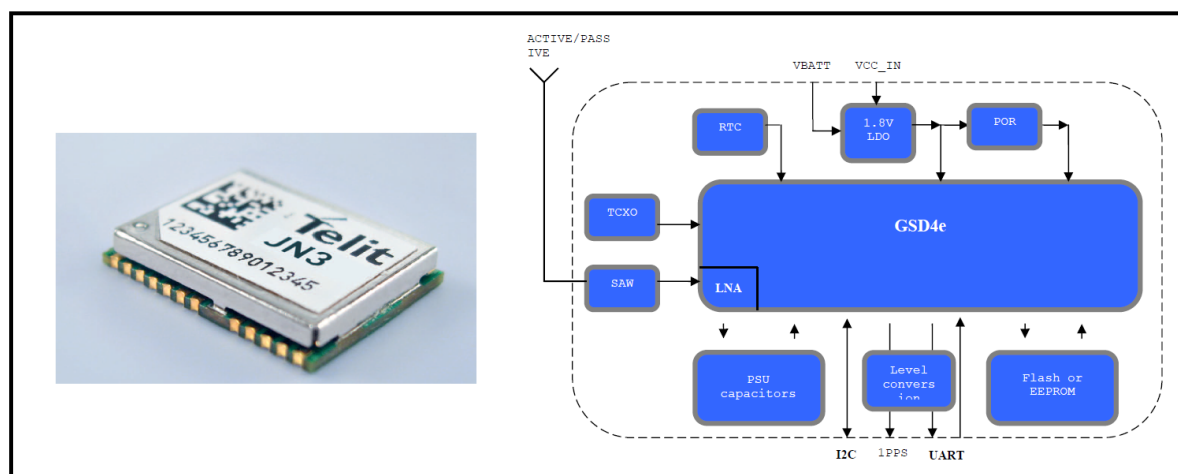 Telit
JN3
123456789012345
ACTIVE/PASS
IVE
VBATT
VCC_IN
RTC
1.8V
LDO
POR
TCXO
GSD4e
SAW
LNA
PSU
capacitors
Level
convers
ion
Flash or
EEPROM
I2C
1PPS
UART